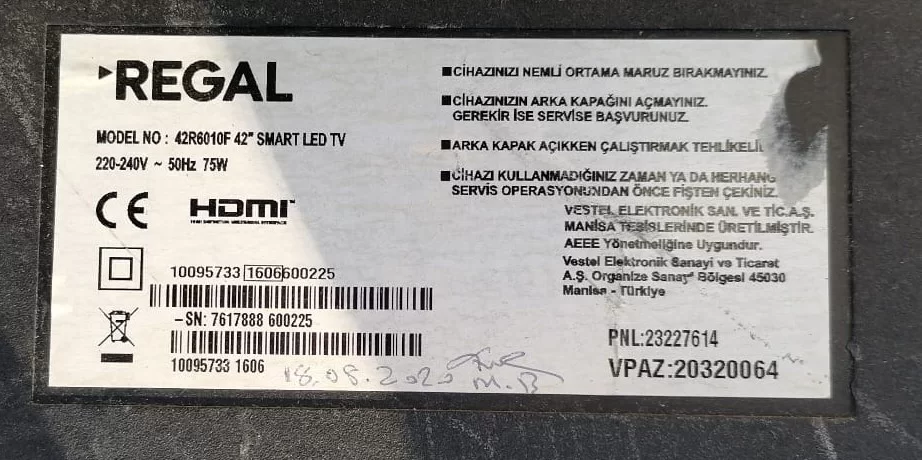 REGAL
MODEL NO : 42R6010F 42" SMART LED TV
220-240V ~ 50Hz 75W
CE HDMI
10095733 1606600225
-SN: 7617888 600225
10095733 1606
18.08.2020
M.B
■CİHAZINIZI NEMLİ ORTAMA MARUZ BIRAKMAYINIZ.
■CİHAZINIZIN ARKA KAPAĞINI AÇMAYINIZ.
GEREKİR İSE SERVİSE BAŞVURUNUZ.
■ARKA KAPAK AÇIKKEN ÇALIŞTIRMAK TEHLİKELİ
■CİHAZI KULLANMADIĞINIZ ZAMAN YA DA HERHANG
SERVİS OPERASYONUNDAN ÖNCE FİŞTEN ÇEKİNİZ.
VESTEL ELEKTRONİK SAN. VE TİC.A.Ş.
MANİSA TESİSLERİNDE ÜRETİLMİŞTİR.
AEEE Yönetmeliğine Uygundur.
Vestel Elektronik Sanayi ve Ticaret
A.Ş. Organize Sanayi Bölgesi 45030
Manisa - Türkiye
PNL:23227614
VPAZ:20320064